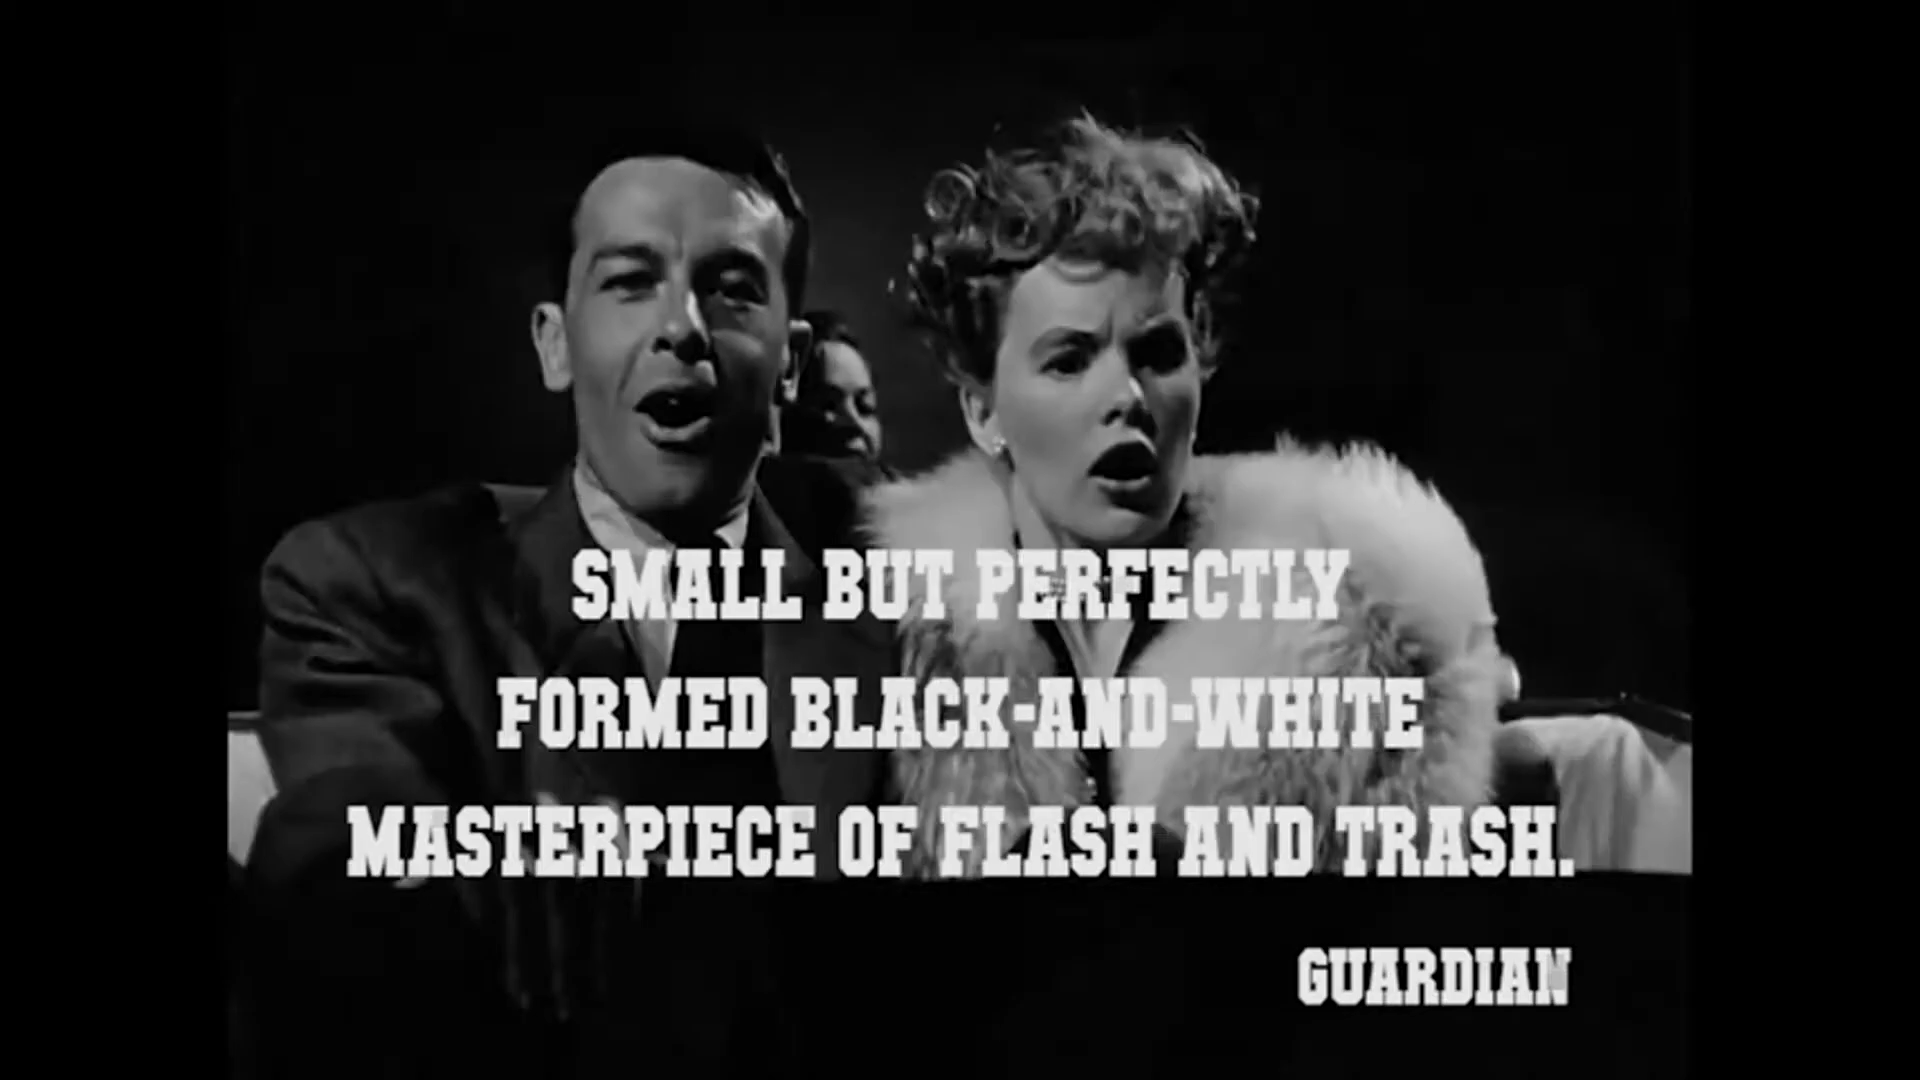 SMALL BUT PERFECTLY
FORMED BLACK-AND-WHITE
MASTERPIECE OF FLASH AND TRASH.
GUARDIAN